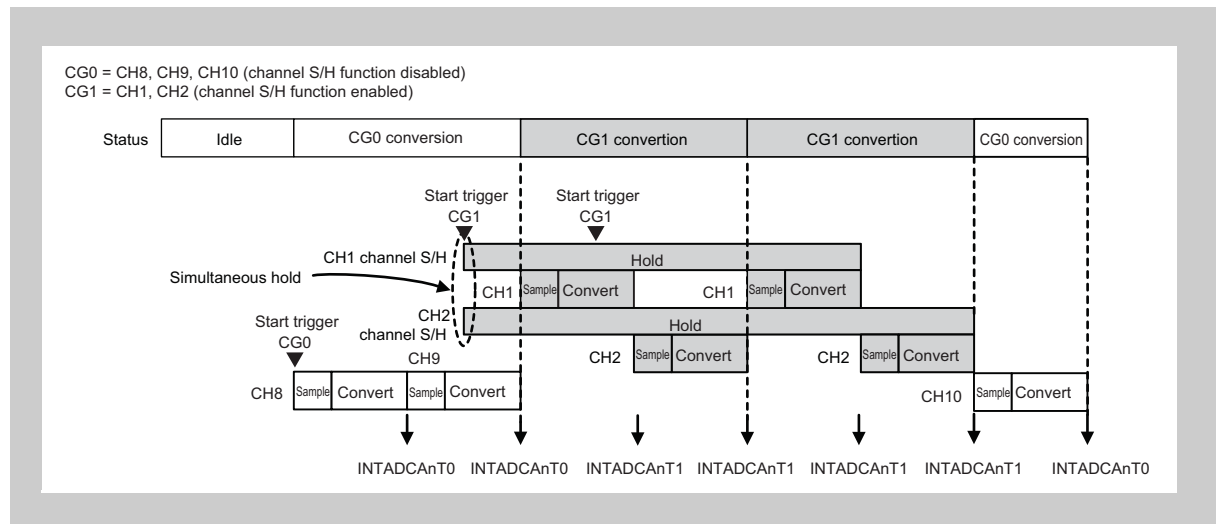 CG0 = CH8, CH9, CH10 (channel S/H function disabled)
CG1 = CH1, CH2 (channel S/H function enabled)
Status Idle CG0 conversion CG1 convertion CG1 convertion CG0 conversion
Start trigger
CG1
Start trigger
CG1
CH1 channel S/H Hold
Simultaneous hold
CH1 Sample Convert CH1 Sample Convert
CH2
channel S/H
Hold
Start trigger
CG0
CH9
CH2 Sample Convert CH2 Sample Convert
CH8 Sample Convert Sample Convert CH10 Sample Convert
INTADCAnT0 INTADCAnT0 INTADCAnT1 INTADCAnT1 INTADCAnT1 INTADCAnT1 INTADCAnT0